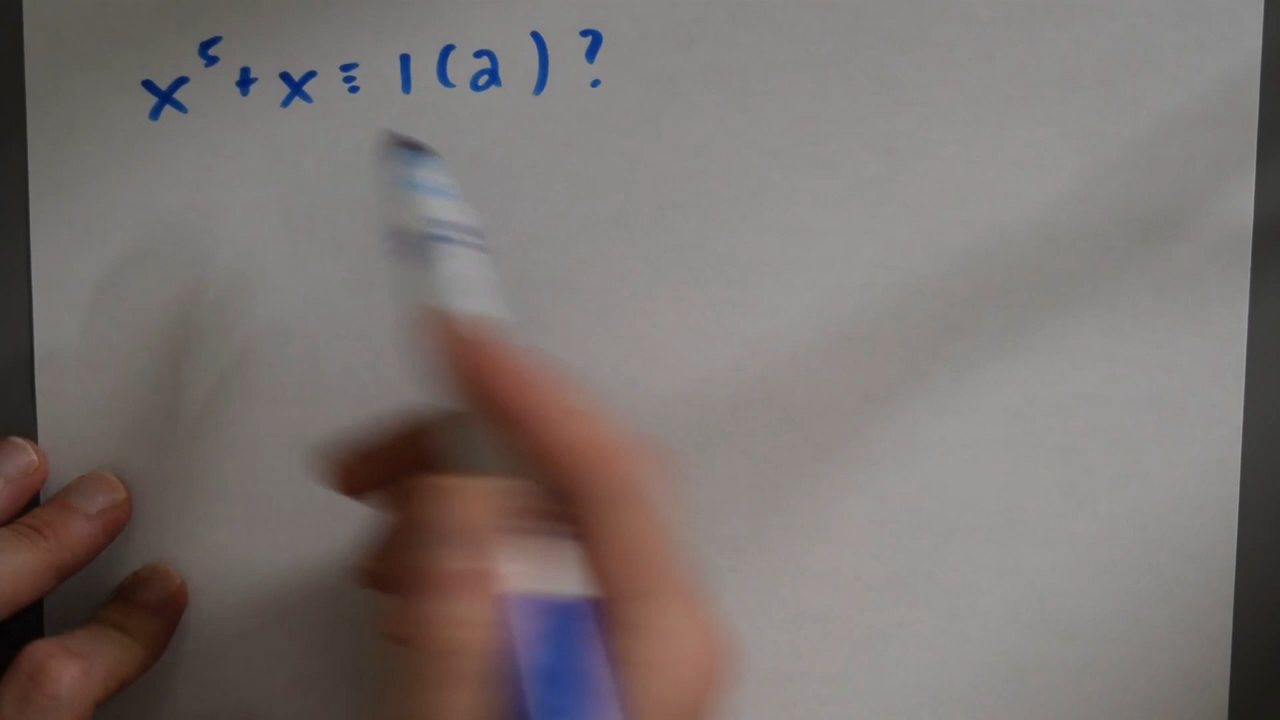 x⁵ + x ≡ 1 (2) ?